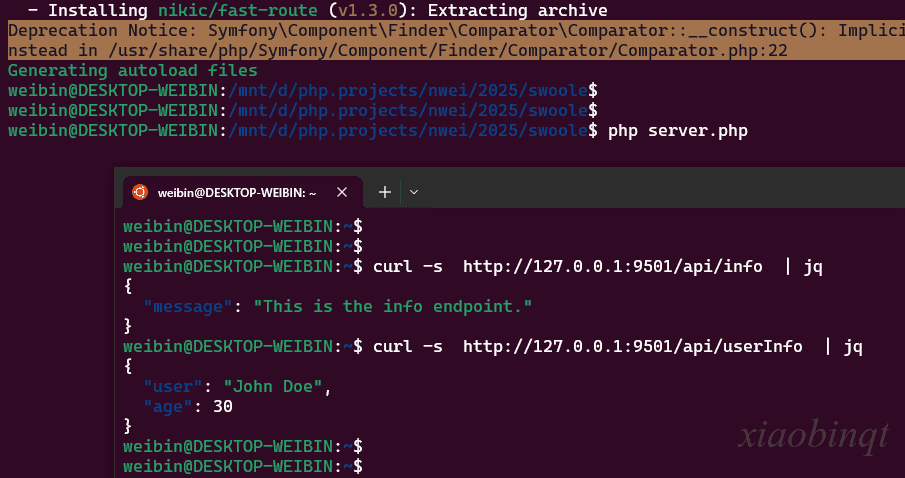 - Installing nikic/fast-route (v1.3.0): Extracting archive
Deprecation Notice: Symfony\Component\Finder\Comparator\Comparator::__construct(): Implici
nstead in /usr/share/php/Symfony/Component/Finder/Comparator/Comparator.php:22
Generating autoload files
weibin@DESKTOP-WEIBIN:/mnt/d/php.projects/nwei/2025/swoole$
weibin@DESKTOP-WEIBIN:/mnt/d/php.projects/nwei/2025/swoole$
weibin@DESKTOP-WEIBIN:/mnt/d/php.projects/nwei/2025/swoole$ php server.php
weibin@DESKTOP-WEIBIN: ~
weibin@DESKTOP-WEIBIN:~$
weibin@DESKTOP-WEIBIN:~$
weibin@DESKTOP-WEIBIN:~$ curl -s  http://127.0.0.1:9501/api/info  | jq
{
  "message": "This is the info endpoint."
}
weibin@DESKTOP-WEIBIN:~$ curl -s  http://127.0.0.1:9501/api/userInfo  | jq
{
  "user": "John Doe",
  "age": 30
}
weibin@DESKTOP-WEIBIN:~$
weibin@DESKTOP-WEIBIN:~$
xiaobinqt